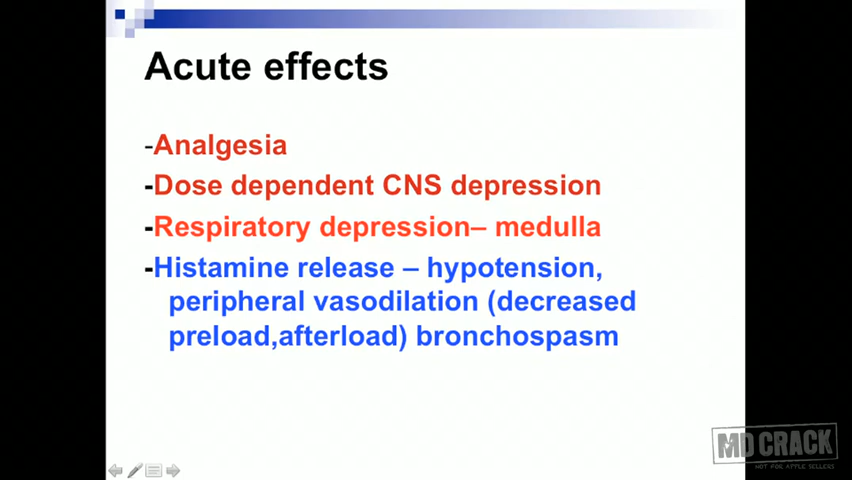 Acute effects
-Analgesia
-Dose dependent CNS depression
-Respiratory depression– medulla
-Histamine release – hypotension,
peripheral vasodilation (decreased
preload,afterload) bronchospasm
MD CRACK
NOT FOR APPLE SELLERS